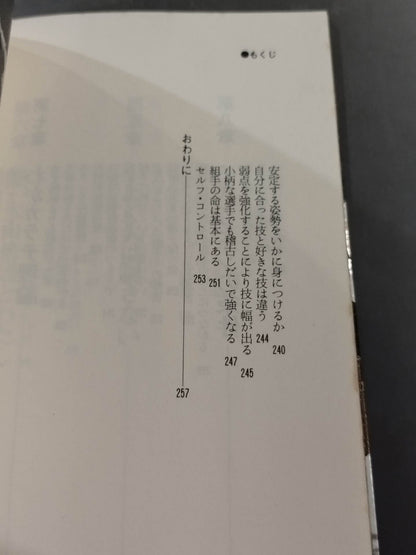 ●もくじ
安定する姿勢をいかに身につけるか 240
自分に合った技と好きな技は違う 244
弱点を強化することにより技に幅が出る 245
小柄な選手でも稽古しだいで強くなる 247
組手の命は基本にある 251
セルフ・コントロール 253
おわりに 257